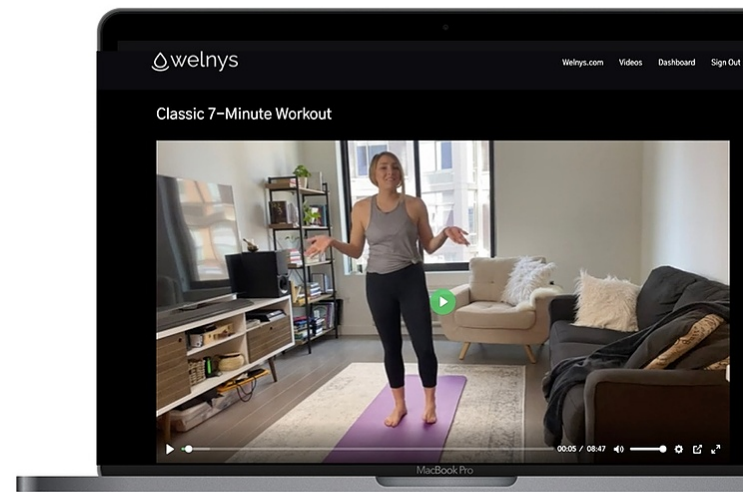 welnys
Welnys.com Videos Dashboard Sign Out
Classic 7-Minute Workout
00:05 / 08:47
MacBook Pro